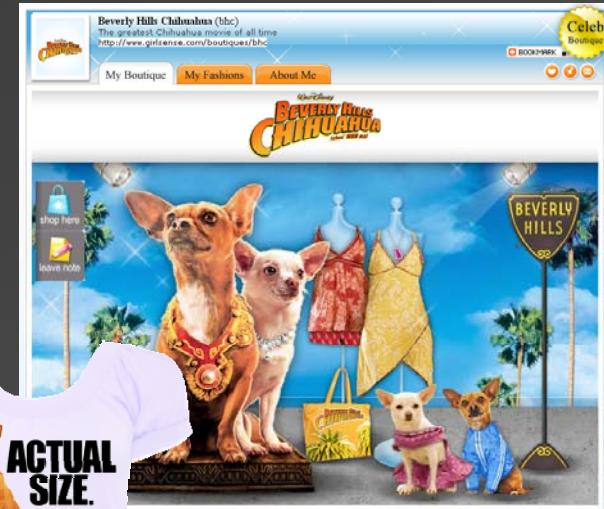 Beverly Hills Chihuahua (bhc)
The greatest Chihuahua movie of all time
http://www.girlsense.com/boutiques/bhc
Celeb
Boutique
BOOKMARK
My Boutique
My Fashions
About Me
Walt Disney
BEVERLY HILLS
CHIHUAHUA
shop here
leave note
BEVERLY
HILLS
ACTUAL
SIZE.